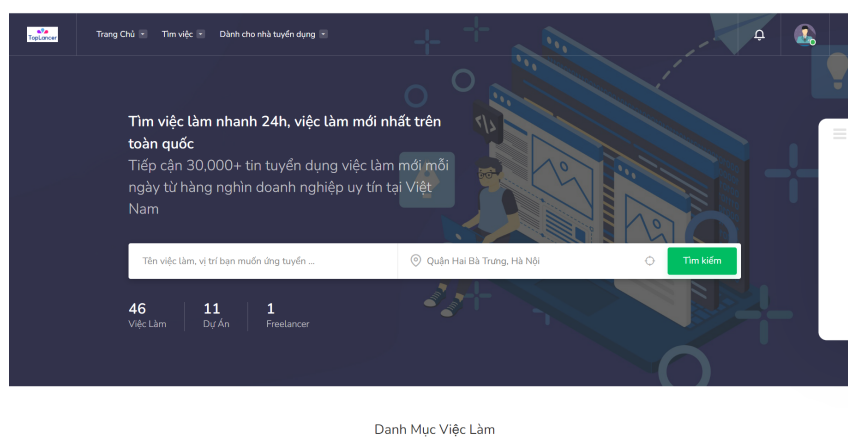 TopLancer
Trang Chủ
Tìm việc
Dành cho nhà tuyển dụng
Tìm việc làm nhanh 24h, việc làm mới nhất trên
toàn quốc
Tiếp cận 30,000+ tin tuyển dụng việc làm mới mỗi
ngày từ hàng nghìn doanh nghiệp uy tín tại Việt
Nam
Tên việc làm, vị trí bạn muốn ứng tuyển ...
Quận Hai Bà Trưng, Hà Nội
Tìm kiếm
46
Việc Làm
11
Dự Án
1
Freelancer
Danh Mục Việc Làm